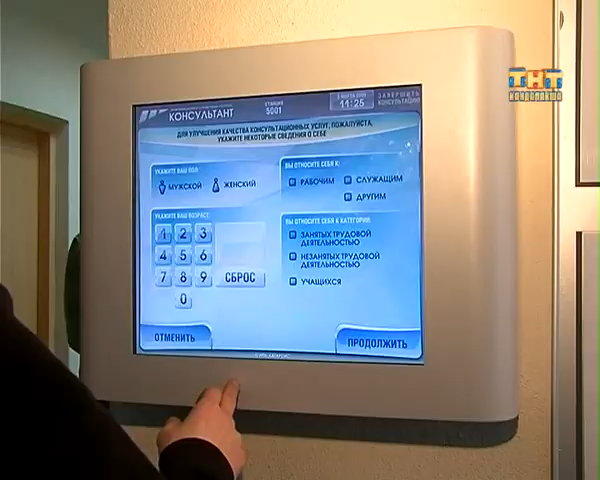 ТНТ
КОНСУЛЬТАНТ
СТАНЦИЯ
5001
11:25
ЗАВЕРШИТЬ
КОНСУЛЬТАЦИЮ
ДЛЯ УЛУЧШЕНИЯ КАЧЕСТВА КОНСУЛЬТАЦИОННЫХ УСЛУГ, ПОЖАЛУЙСТА,
УКАЖИТЕ НЕКОТОРЫЕ СВЕДЕНИЯ О СЕБЕ
УКАЖИТЕ ВАШ ПОЛ:
МУЖСКОЙ
ЖЕНСКИЙ
ВЫ ОТНОСИТЕ СЕБЯ К:
РАБОЧИМ
СЛУЖАЩИМ
ДРУГИМ
УКАЖИТЕ ВАШ ВОЗРАСТ:
1 2 3
4 5 6
7 8 9
0
СБРОС
ВЫ ОТНОСИТЕ СЕБЯ К КАТЕГОРИИ:
ЗАНЯТЫХ ТРУДОВОЙ
ДЕЯТЕЛЬНОСТЬЮ
НЕЗАНЯТЫХ ТРУДОВОЙ
ДЕЯТЕЛЬНОСТЬЮ
УЧАЩИХСЯ
ОТМЕНИТЬ
ПРОДОЛЖИТЬ